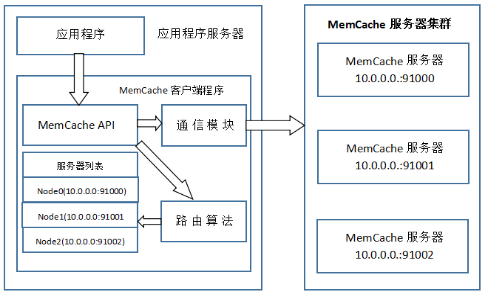 应用程序
应用程序服务器
MemCache 客户端程序
MemCache API
通信模块
服务器列表
Node0(10.0.0.0:91000)
Node1(10.0.0.0:91001
Node2(10.0.0.0:91002)
路由算法
MemCache 服务器集群
MemCache 服务器
10.0.0.0.:91000
MemCache 服务器
10.0.0.0.:91001
MemCache 服务器
10.0.0.0.:91002